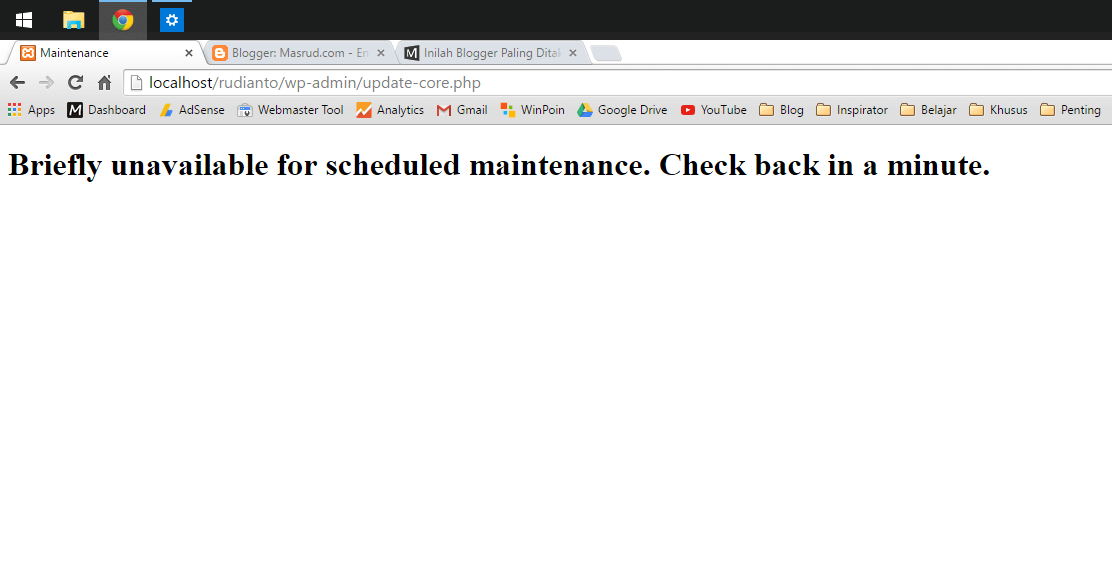 Maintenance
Blogger: Masrud.com - En
Inilah Blogger Paling Dital
localhost/rudianto/wp-admin/update-core.php
Apps M Dashboard AdSense Webmaster Tool Analytics Gmail WinPoin Google Drive YouTube Blog Inspirator Belajar Khusus Penting
Briefly unavailable for scheduled maintenance. Check back in a minute.